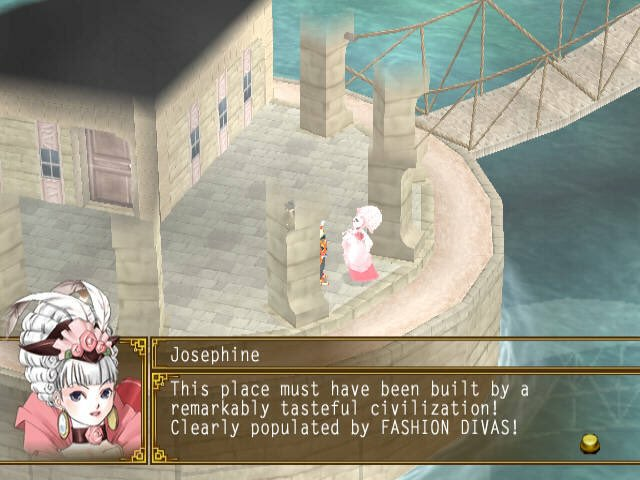 Josephine
This place must have been built by a
remarkably tasteful civilization!
Clearly populated by FASHION DIVAS!